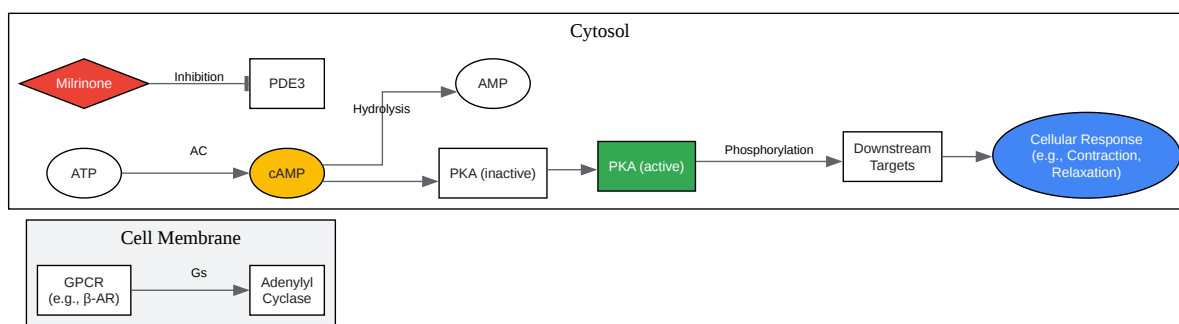 Cytosol
Milrinone
Inhibition
PDE3
AMP
Hydrolysis
ATP
AC
cAMP
PKA (inactive)
PKA (active)
Phosphorylation
Downstream
Targets
Cellular Response
(e.g., Contraction,
Relaxation)
Cell Membrane
GPCR
(e.g., β-AR)
Gs
Adenylyl
Cyclase